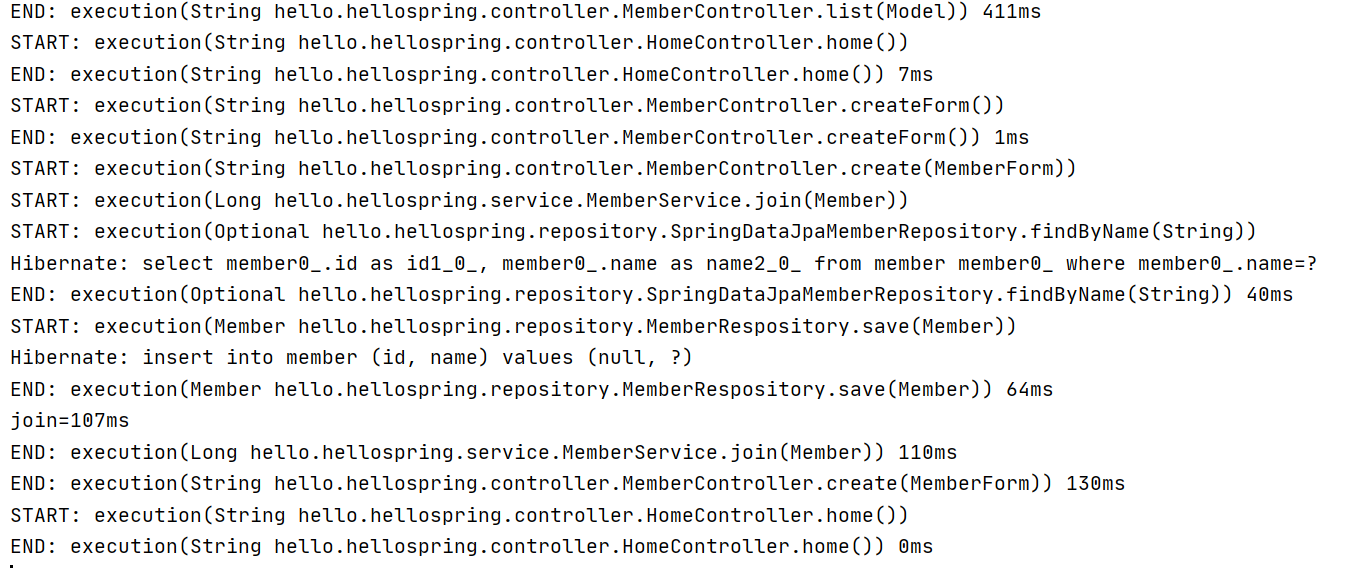 END: execution(String hello.hellospring.controller.MemberController.list(Model)) 411ms
START: execution(String hello.hellospring.controller.HomeController.home())
END: execution(String hello.hellospring.controller.HomeController.home()) 7ms
START: execution(String hello.hellospring.controller.MemberController.createForm())
END: execution(String hello.hellospring.controller.MemberController.createForm()) 1ms
START: execution(String hello.hellospring.controller.MemberController.create(MemberForm))
START: execution(Long hello.hellospring.service.MemberService.join(Member))
START: execution(Optional hello.hellospring.repository.SpringDataJpaMemberRepository.findByName(String))
Hibernate: select member0_.id as id1_0_, member0_.name as name2_0_ from member member0_ where member0_.name=?
END: execution(Optional hello.hellospring.repository.SpringDataJpaMemberRepository.findByName(String)) 40ms
START: execution(Member hello.hellospring.repository.MemberRespository.save(Member))
Hibernate: insert into member (id, name) values (null, ?)
END: execution(Member hello.hellospring.repository.MemberRespository.save(Member)) 64ms
join=107ms
END: execution(Long hello.hellospring.service.MemberService.join(Member)) 110ms
END: execution(String hello.hellospring.controller.MemberController.create(MemberForm)) 130ms
START: execution(String hello.hellospring.controller.HomeController.home())
END: execution(String hello.hellospring.controller.HomeController.home()) 0ms